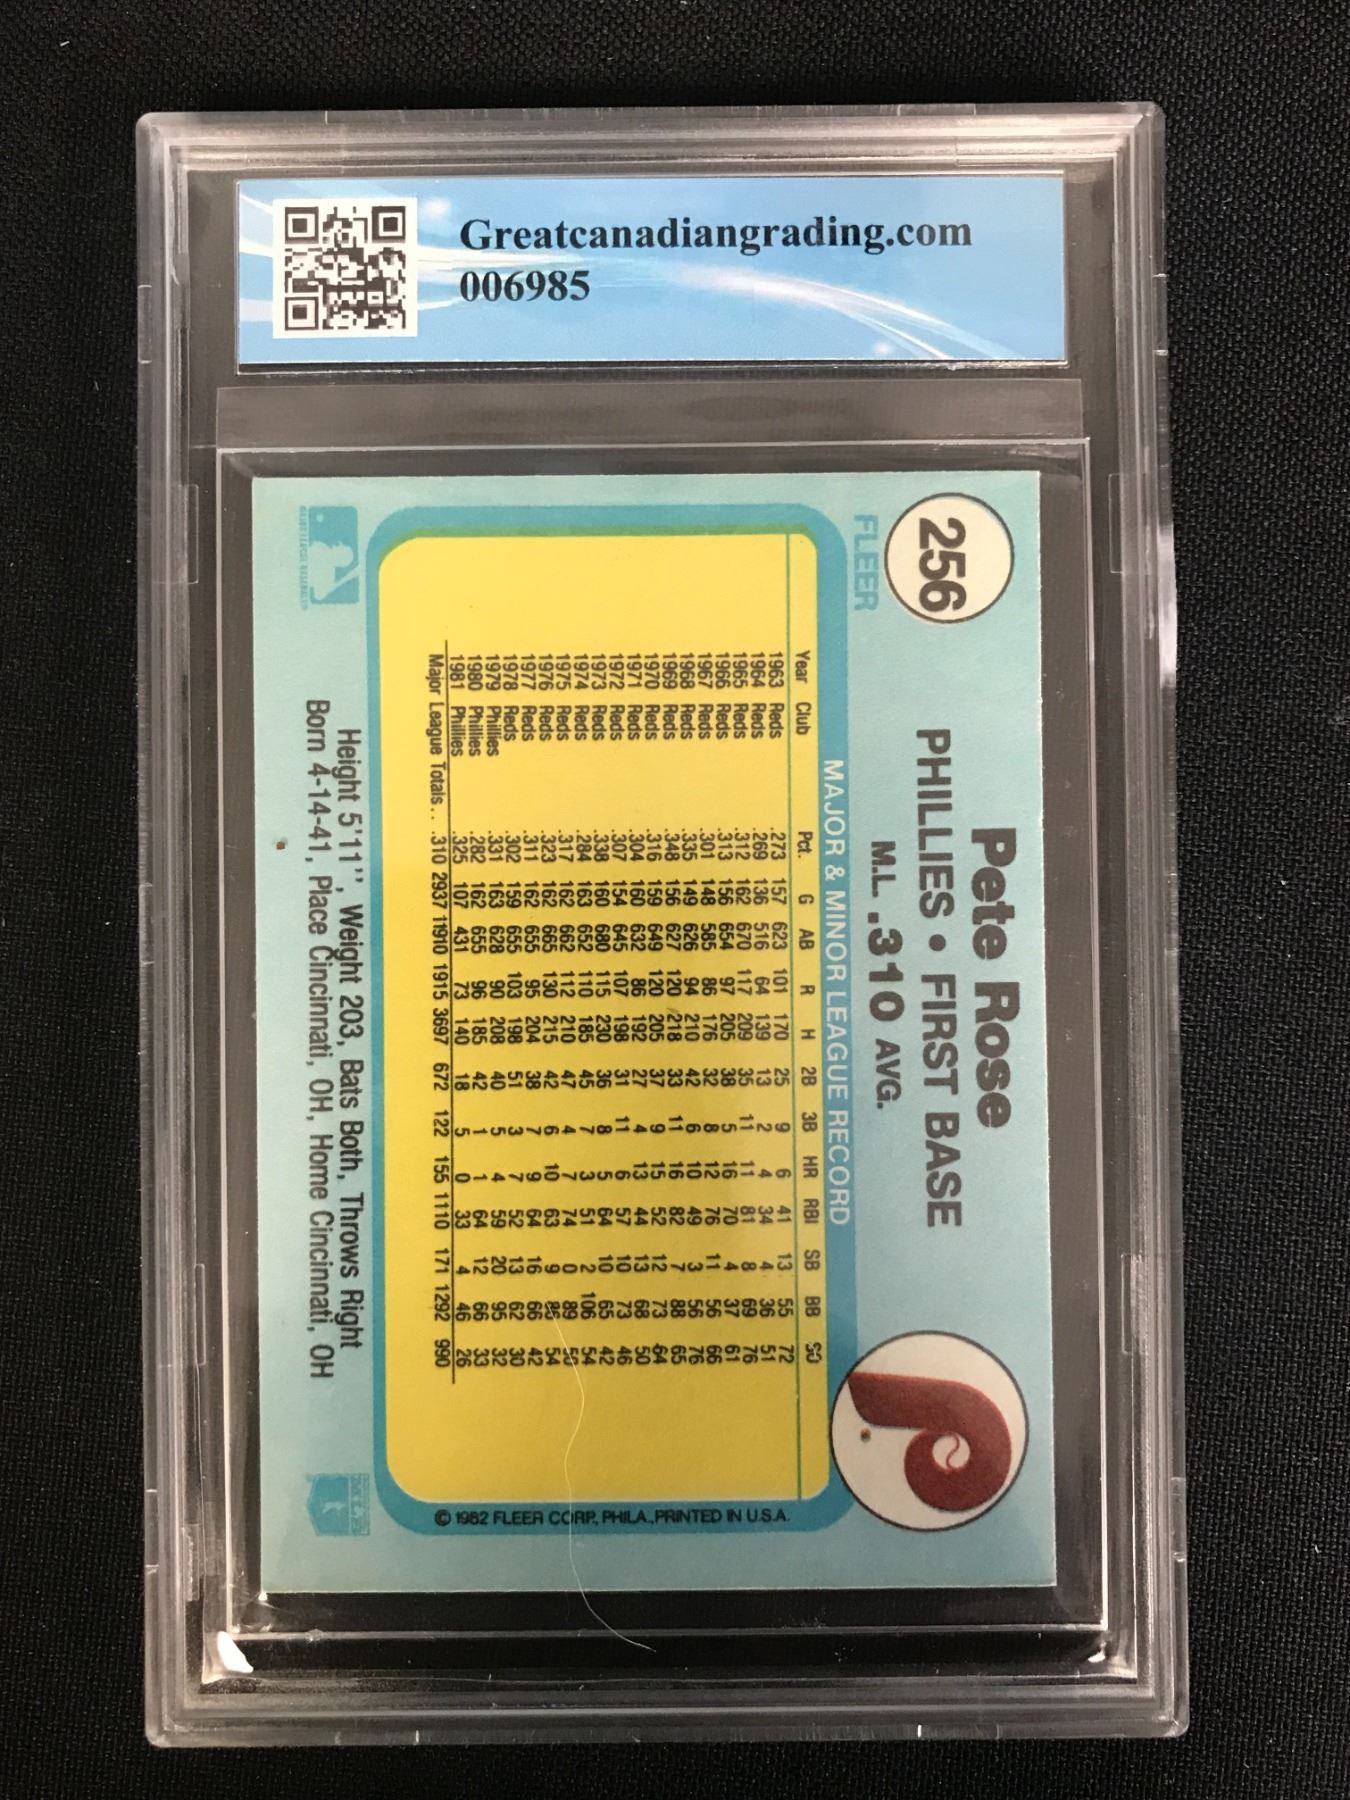 Greatcanadiangrading.com
006985
256
FLEER
Pete Rose
PHILLIES • FIRST BASE
M.L. .310 AVG.
MAJOR & MINOR LEAGUE RECORD
Year Club Pct. G AB R H 2B 3B HR RBI SB BB SO
1963 Reds .273 157 623 101 170 25 9 6 41 13 55 72
1964 Reds .269 136 516 64 139 13 2 4 34 4 36 51
1965 Reds .312 162 670 117 209 35 11 11 81 8 69 76
1966 Reds .313 156 654 97 205 38 5 16 70 4 37 61
1967 Reds .301 148 585 86 176 32 8 12 76 11 56 66
1968 Reds .335 149 626 94 210 42 6 10 49 3 56 76
1969 Reds .348 156 627 120 218 33 11 16 82 7 88 65
1970 Reds .316 159 649 120 205 37 9 15 52 12 73 64
1971 Reds .304 160 632 86 192 27 4 13 44 13 68 50
1972 Reds .307 154 645 107 198 31 11 6 57 10 73 46
1973 Reds .338 160 680 115 230 36 8 5 64 10 65 42
1974 Reds .284 163 652 110 185 45 7 3 51 2 106 54
1975 Reds .317 162 662 112 210 47 4 7 74 0 89 50
1976 Reds .323 162 665 130 215 42 6 10 63 9 86 54
1977 Reds .311 162 655 95 204 38 7 9 64 16 66 42
1978 Reds .302 159 655 103 198 51 3 7 52 13 62 30
1979 Phillies .331 163 628 90 208 40 5 4 59 20 95 32
1980 Phillies .282 162 655 96 185 42 1 1 64 12 66 33
1981 Phillies .325 107 431 73 140 18 5 0 33 4 46 26
Major League Totals.. .310 2937 11910 1915 3697 672 122 155 1110 171 1292 990
© 1982 FLEER CORP., PHILA., PRINTED IN U.S.A.
Height 5'11'', Weight 203, Bats Both, Throws Right
Born 4-14-41, Place Cincinnati, OH, Home Cincinnati, OH